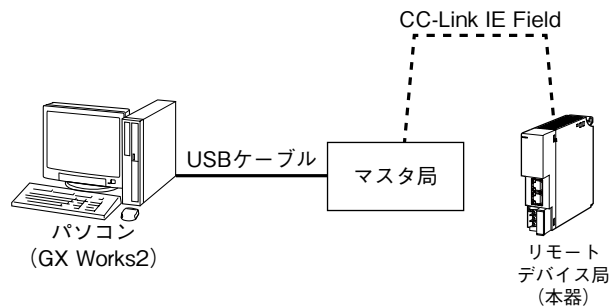 CC-Link IE Field
USBケーブル
マスタ局
パソコン
（GX Works2）
リモート
デバイス局
（本器）